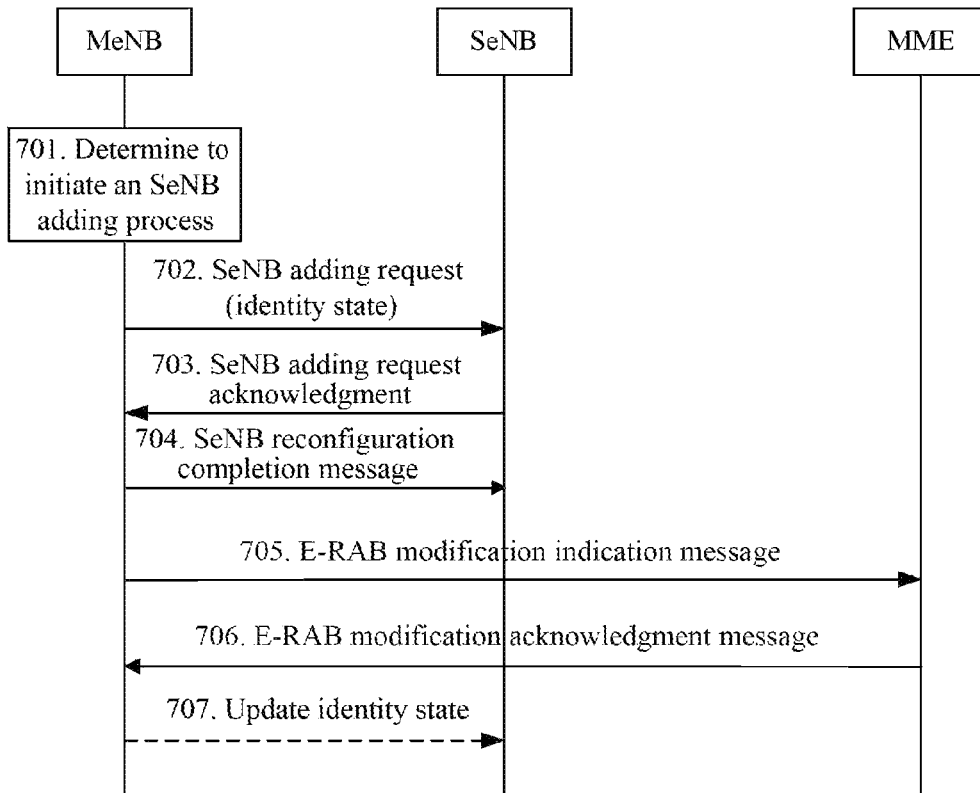 MeNB
SeNB
MME
701. Determine to
initiate an SeNB
adding process
702. SeNB adding request
(identity state)
703. SeNB adding request
acknowledgment
704. SeNB reconfiguration
completion message
705. E-RAB modification indication message
706. E-RAB modification acknowledgment message
707. Update identity state